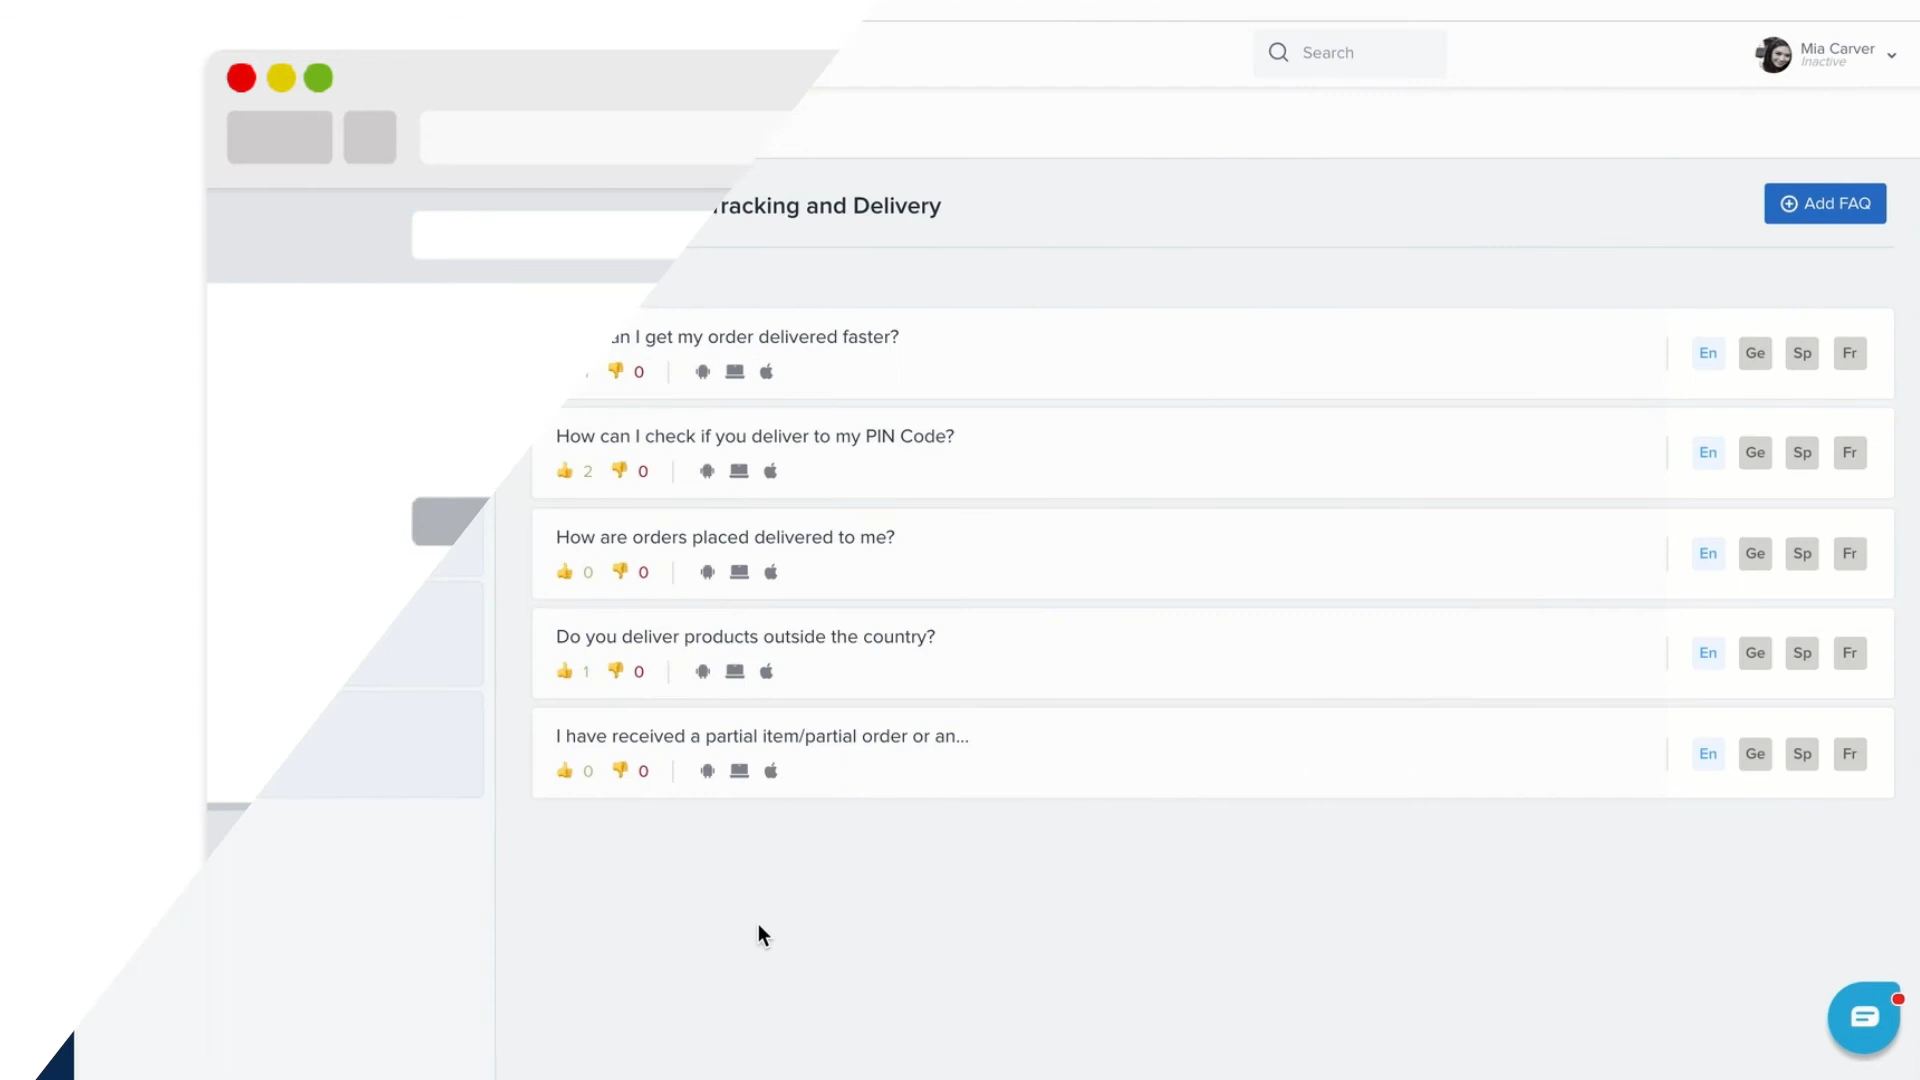 Search
Mia Carver
Inactive
Tracking and Delivery
Add FAQ
an I get my order delivered faster?
0
En Ge Sp Fr
How can I check if you deliver to my PIN Code?
2 0
En Ge Sp Fr
How are orders placed delivered to me?
0 0
En Ge Sp Fr
Do you deliver products outside the country?
1 0
En Ge Sp Fr
I have received a partial item/partial order or an...
0 0
En Ge Sp Fr